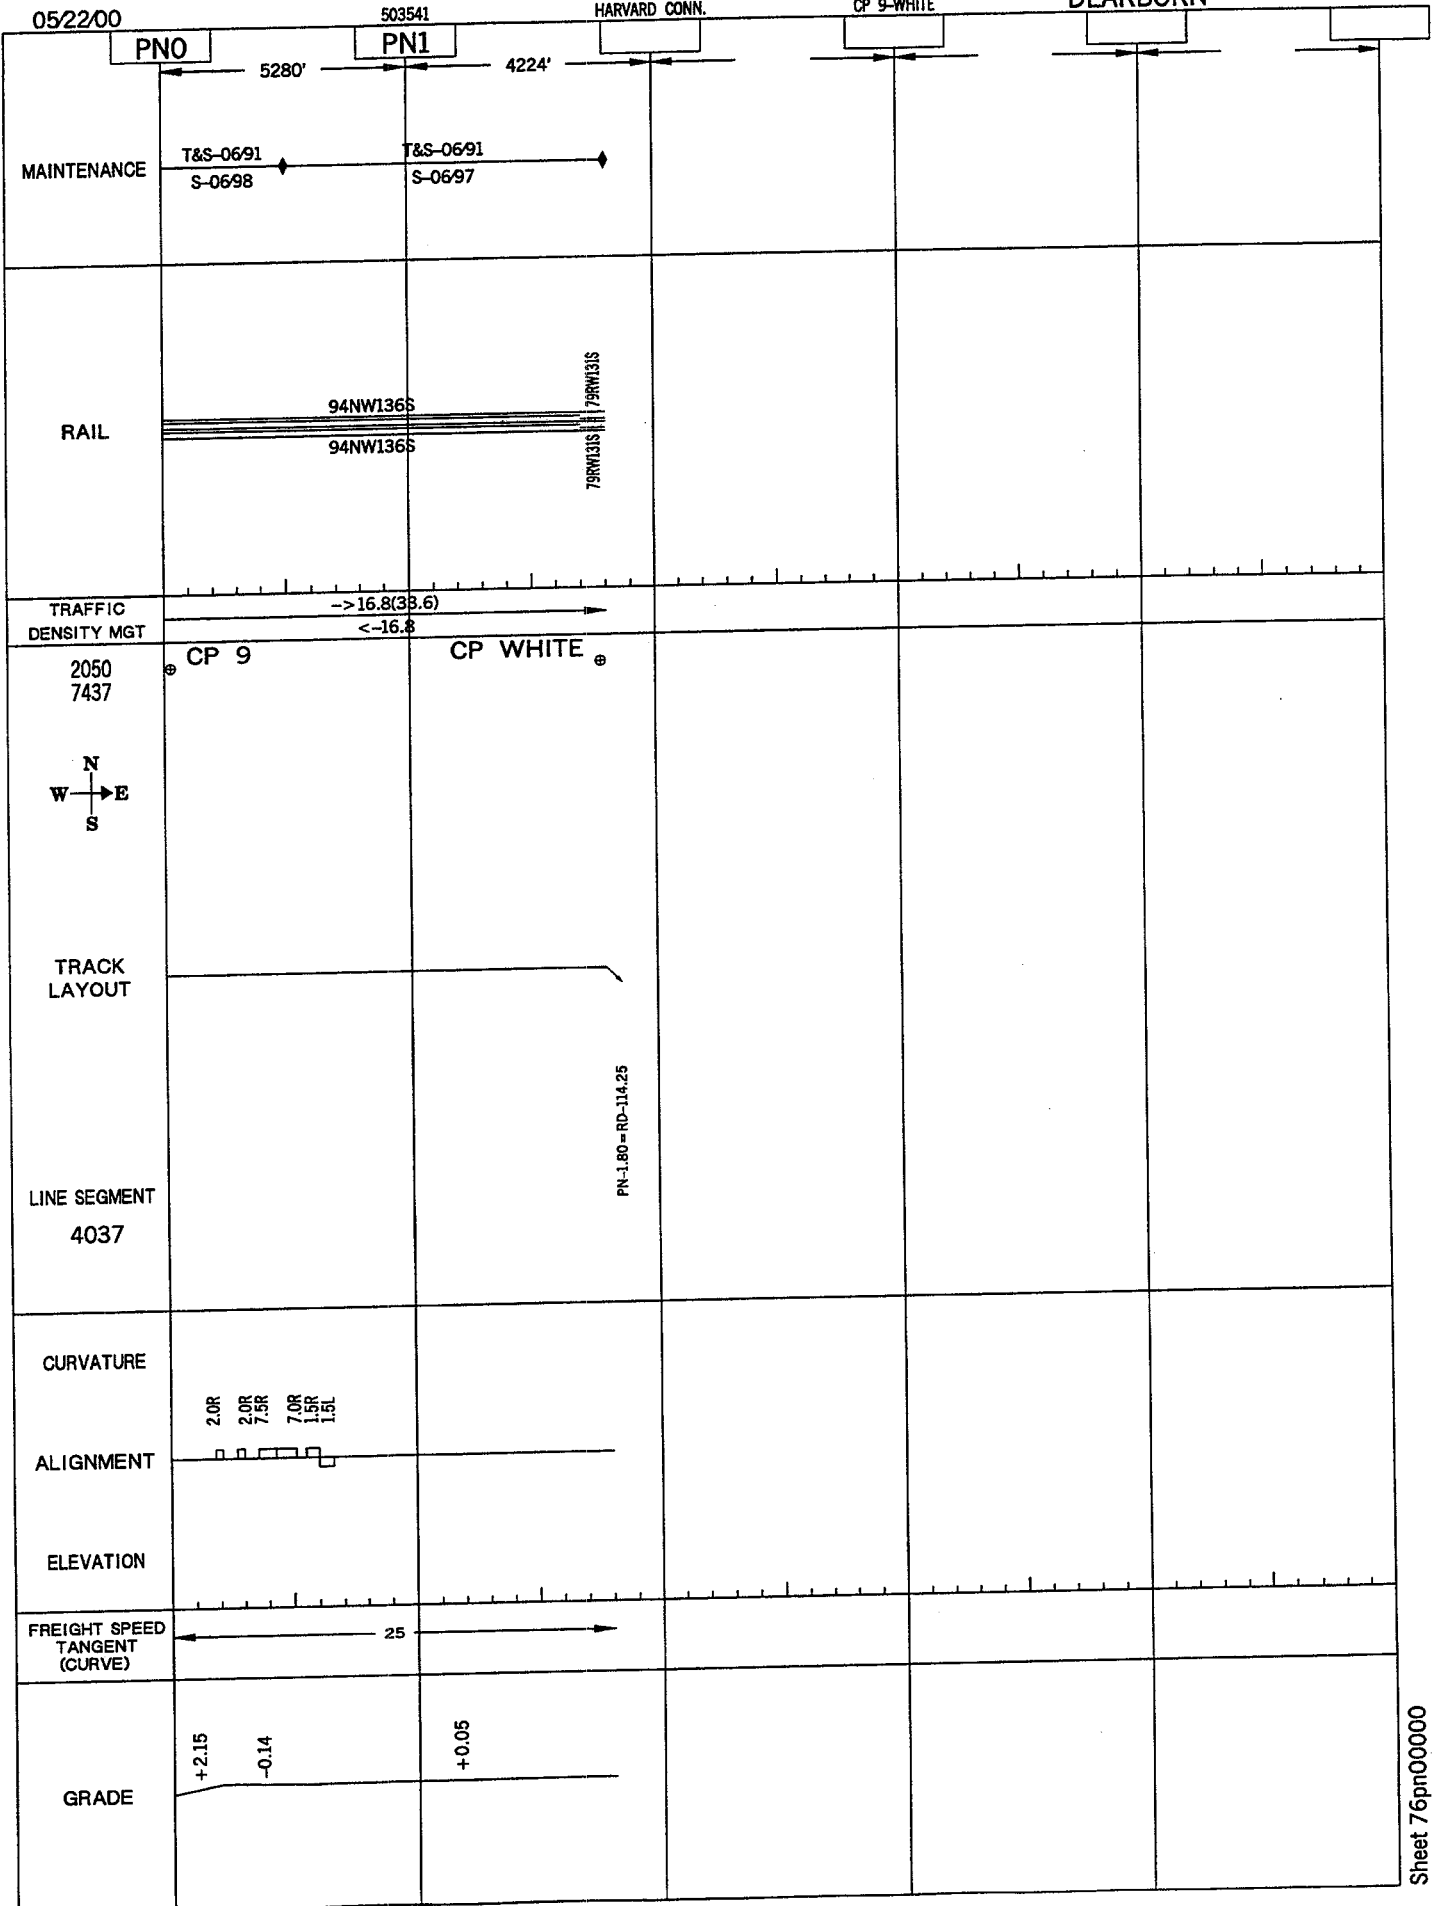 05/22/00
503541
HARVARD CONN.
CP 9-WHITE
DEARBORN
PN0
PN1
5280'
4224'
MAINTENANCE
T&S-06/91
T&S-06/91
S-06/98
S-06/97
RAIL
94NW136S
79RW131S
94NW136S
79RW131S
TRAFFIC
DENSITY MGT
->16.8(33.6)
<-16.8
2050
7437
CP 9
CP WHITE
N
W E
S
TRACK
LAYOUT
PN-1.80=RD-114.25
LINE SEGMENT
4037
CURVATURE
2.0R
2.0R
7.5R
7.0R
1.5R
1.5L
ALIGNMENT
ELEVATION
FREIGHT SPEED
TANGENT
(CURVE)
25
GRADE
+2.15
-0.14
+0.05
Sheet 76pn00000